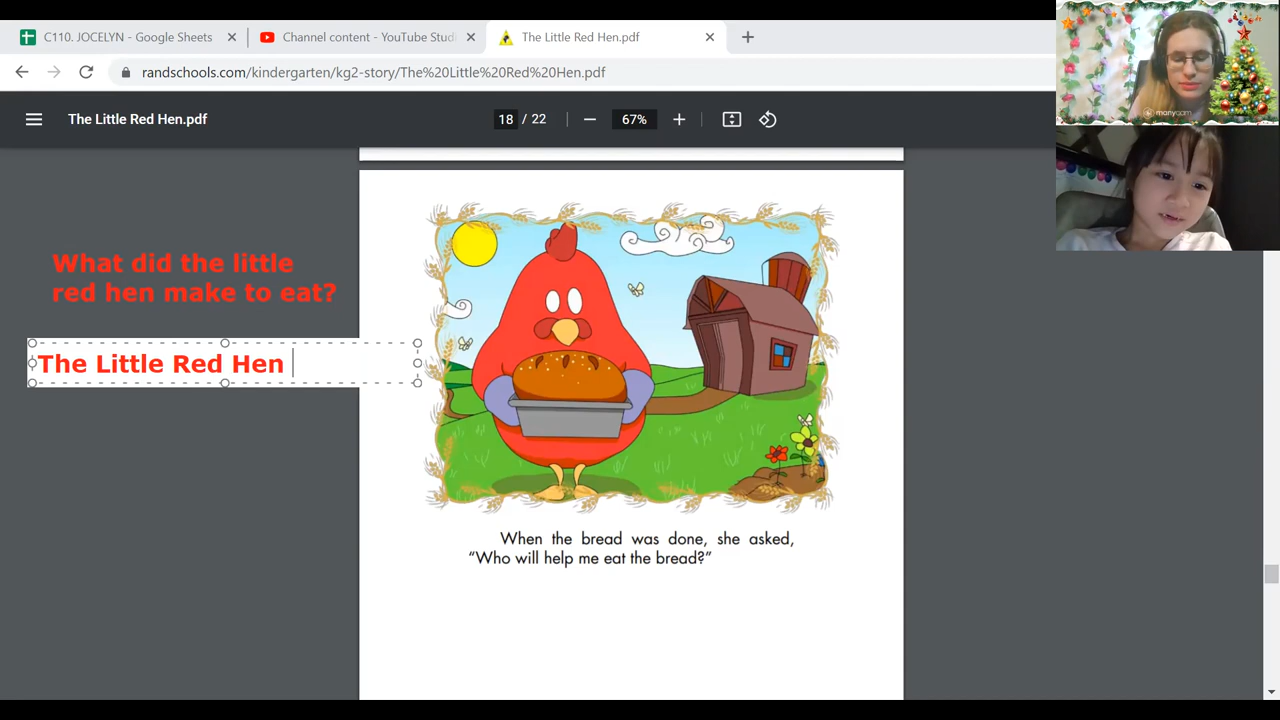 C110. JOCELYN - Google Sheets
Channel content - YouTube Studi
The Little Red Hen.pdf
randschools.com/kindergarten/kg2-story/The%20Little%20Red%20Hen.pdf
The Little Red Hen.pdf
18 / 22
67%
manycam
What did the little
red hen make to eat?
The Little Red Hen
When the bread was done, she asked,
“Who will help me eat the bread?”